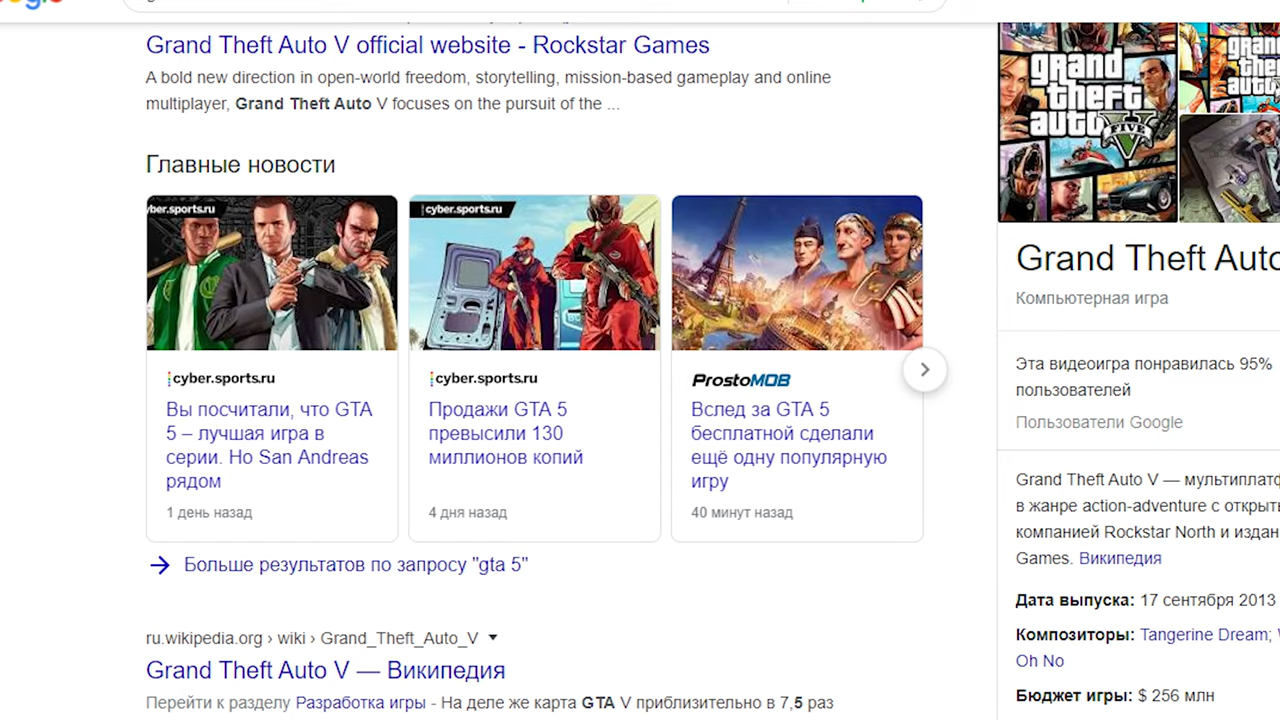 Grand Theft Auto V official website - Rockstar Games
A bold new direction in open-world freedom, storytelling, mission-based gameplay and online
multiplayer, Grand Theft Auto V focuses on the pursuit of the ...
Главные новости
yber.sports.ru
cyber.sports.ru
cyber.sports.ru
Вы посчитали, что GTA
5 – лучшая игра в
серии. Но San Andreas
рядом
1 день назад
cyber.sports.ru
Продажи GTA 5
превысили 130
миллионов копий
4 дня назад
ProstoMOB
Вслед за GTA 5
бесплатной сделали
ещё одну популярную
игру
40 минут назад
Больше результатов по запросу "gta 5"
ru.wikipedia.org › wiki › Grand_Theft_Auto_V
Grand Theft Auto V — Википедия
Перейти к разделу Разработка игры - На деле же карта GTA V приблизительно в 7,5 раз
grand
theft
auto
FIVE
grand
theft
auto
Grand Theft Auto
Компьютерная игра
Эта видеоигра понравилась 95%
пользователей
Пользователи Google
Grand Theft Auto V — мультиплатф
в жанре action-adventure с открыт
компанией Rockstar North и издан
Games. Википедия
Дата выпуска: 17 сентября 2013
Композиторы: Tangerine Dream;
Oh No
Бюджет игры: $ 256 млн